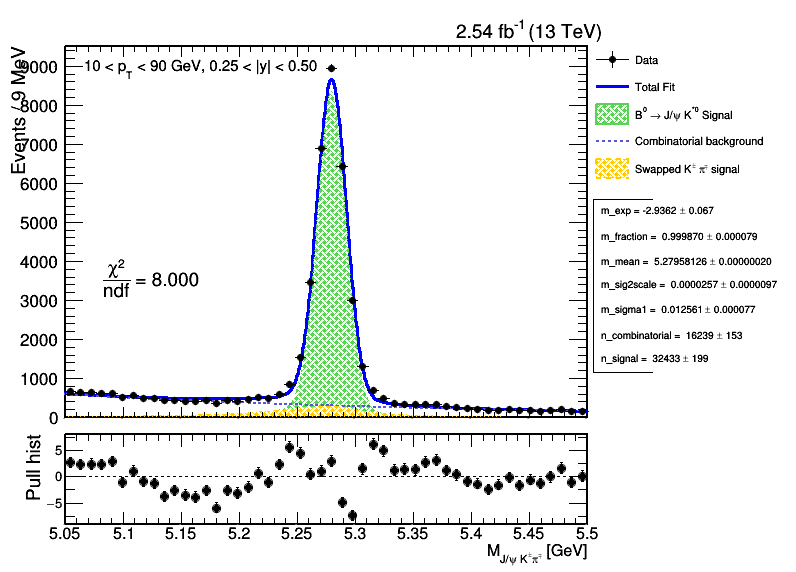 2.54 fb⁻¹ (13 TeV)
Events / 9 MeV
10 < p_T < 90 GeV, 0.25 < |y| < 0.50
9000
8000
7000
6000
5000
4000
3000
2000
1000
0
χ²/ndf = 8.000
Data
Total Fit
B⁰ → J/ψ K*⁰ Signal
Combinatorial background
Swapped K^± π^∓ signal
m_exp = -2.9362 ± 0.067
m_fraction = 0.999870 ± 0.000079
m_mean = 5.27958126 ± 0.00000020
m_sig2scale = 0.0000257 ± 0.0000097
m_sigma1 = 0.012561 ± 0.000077
n_combinatorial = 16239 ± 153
n_signal = 32433 ± 199
Pull hist
5
0
−5
5.05 5.1 5.15 5.2 5.25 5.3 5.35 5.4 5.45 5.5
M_{J/ψ K^± π^∓} [GeV]